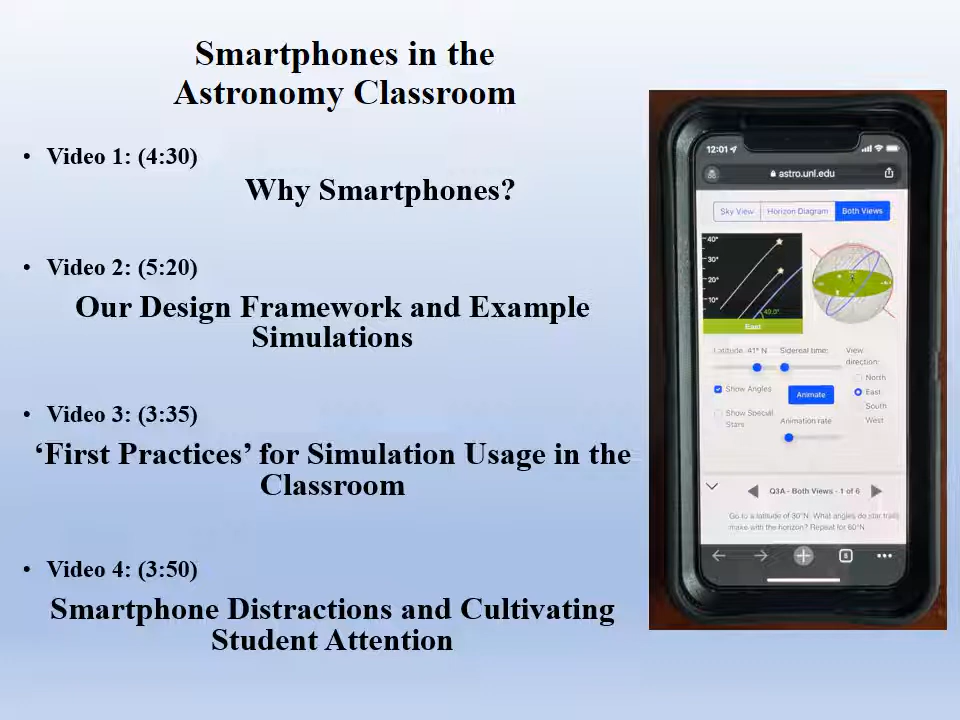 Smartphones in the
Astronomy Classroom
• Video 1: (4:30)
Why Smartphones?
• Video 2: (5:20)
Our Design Framework and Example
Simulations
• Video 3: (3:35)
‘First Practices’ for Simulation Usage in the
Classroom
• Video 4: (3:50)
Smartphone Distractions and Cultivating
Student Attention
12:01
astro.unl.edu
Sky View Horizon Diagram Both Views
40°
30°
20°
10°
49.0°
East
Latitude: 41° N Sidereal time: View
direction:
North
Show Angles Animate East
Show Special South
Stars Animation rate West
Q3A - Both Views - 1 of 6
Go to a latitude of 30°N. What angles do star trails
make with the horizon? Repeat for 60°N.